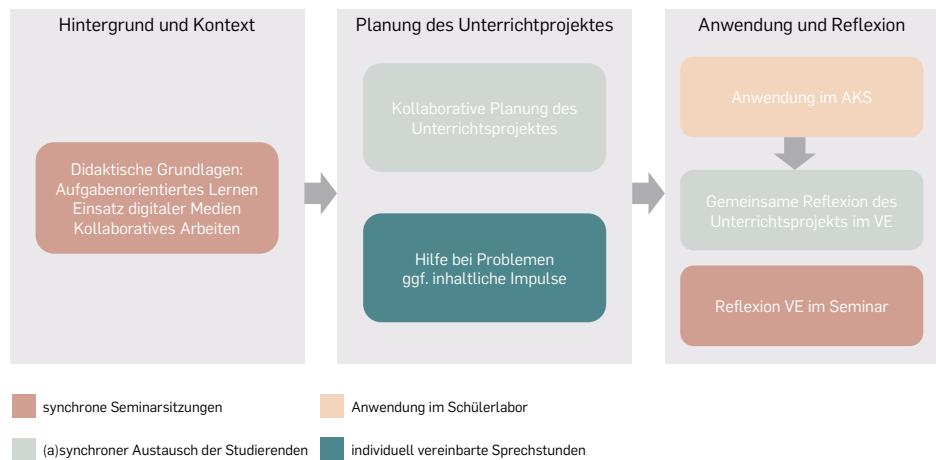 Hintergrund und Kontext
Didaktische Grundlagen:
Aufgabenorientiertes Lernen
Einsatz digitaler Medien
Kollaboratives Arbeiten
Planung des Unterrichtprojektes
Kollaborative Planung des
Unterrichtsprojektes
Hilfe bei Problemen
ggf. inhaltliche Impulse
Anwendung und Reflexion
Anwendung im AKS
Gemeinsame Reflexion des
Unterrichtsprojekts im VE
Reflexion VE im Seminar
synchrone Seminarsitzungen
Anwendung im Schülerlabor
(a)synchroner Austausch der Studierenden
individuell vereinbarte Sprechstunden